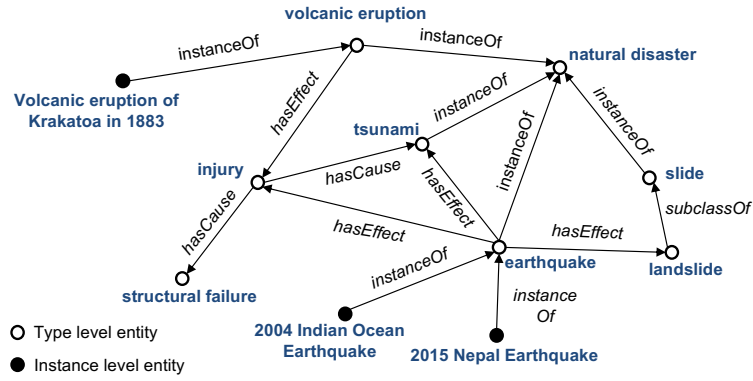 volcanic eruption
instanceOf
instanceOf
natural disaster
Volcanic eruption of
Krakatoa in 1883
hasEffect
tsunami
instanceOf
instanceOf
instanceOf
injury
hasCause
hasEffect
slide
hasCause
hasEffect
subclassOf
hasEffect
earthquake
landslide
structural failure
instanceOf
instance
Of
2004 Indian Ocean
Earthquake
2015 Nepal Earthquake
Type level entity
Instance level entity